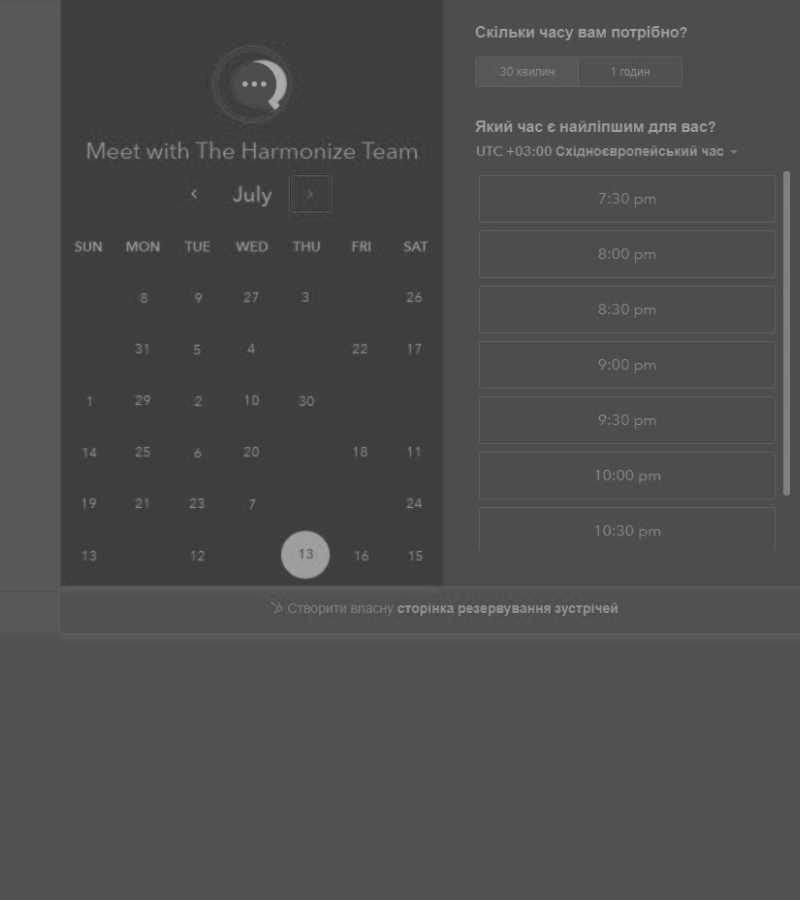 Meet with The Harmonize Team
July
SUN MON TUE WED THU FRI SAT
8 9 27 3 26
31 5 4 22 17
1 29 2 10 30
14 25 6 20 18 11
19 21 23 7 24
13 12 13 16 15
Скільки часу вам потрібно?
30 хвилин 1 годин
Який час є найліпшим для вас?
UTC +03:00 Східноєвропейський час
7:30 pm
8:00 pm
8:30 pm
9:00 pm
9:30 pm
10:00 pm
10:30 pm
Створити власну сторінка резервування зустрічей